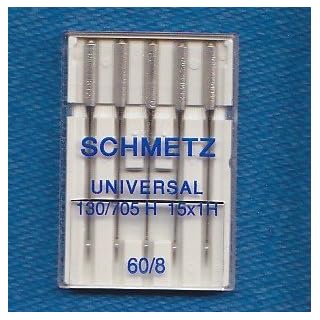 SCHMETZ
UNIVERSAL
130/705 H 15x1H
60/8